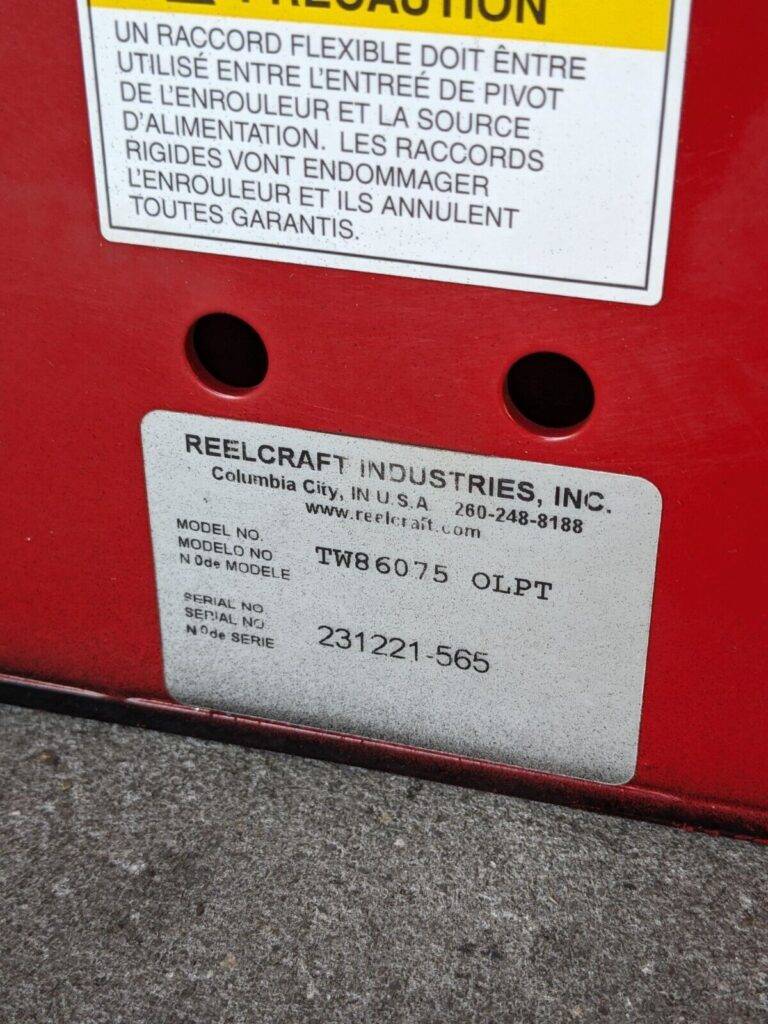 PRÉCAUTION
UN RACCORD FLEXIBLE DOIT ÊNTRE
UTILISÉ ENTRE L'ENTREÉ DE PIVOT
DE L'ENROULEUR ET LA SOURCE
D'ALIMENTATION. LES RACCORDS
RIGIDES VONT ENDOMMAGER
L'ENROULEUR ET ILS ANNULENT
TOUTES GARANTIS.
REELCRAFT INDUSTRIES, INC.
Columbia City, IN U.S.A. 260-248-8188
www.reelcraft.com
MODEL NO.
MODELO NO
N 0de MODELE
TW86075 OLPT
SERIAL NO.
SERIAL NO.
N 0de SERIE
231221-565